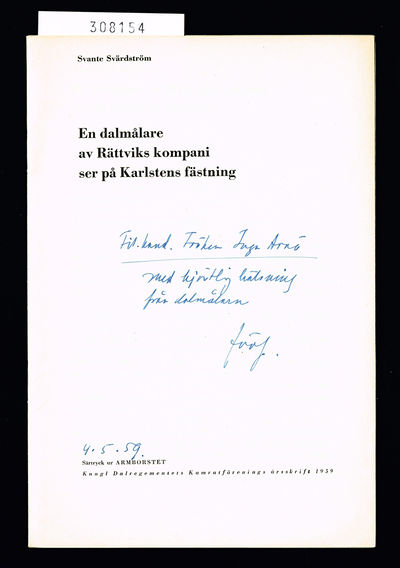 308154
Svante Svärdström
En dalmålare
av Rättviks kompani
ser på Karlstens fästning
Fil. kand. Fröken Inga Arnö
med hjärtlig hälsning
från dalmålarn
4.5.59.
Särtryck ur ARMBORSTET
Kungl Dalregementets Kamratförenings årsskrift 1959